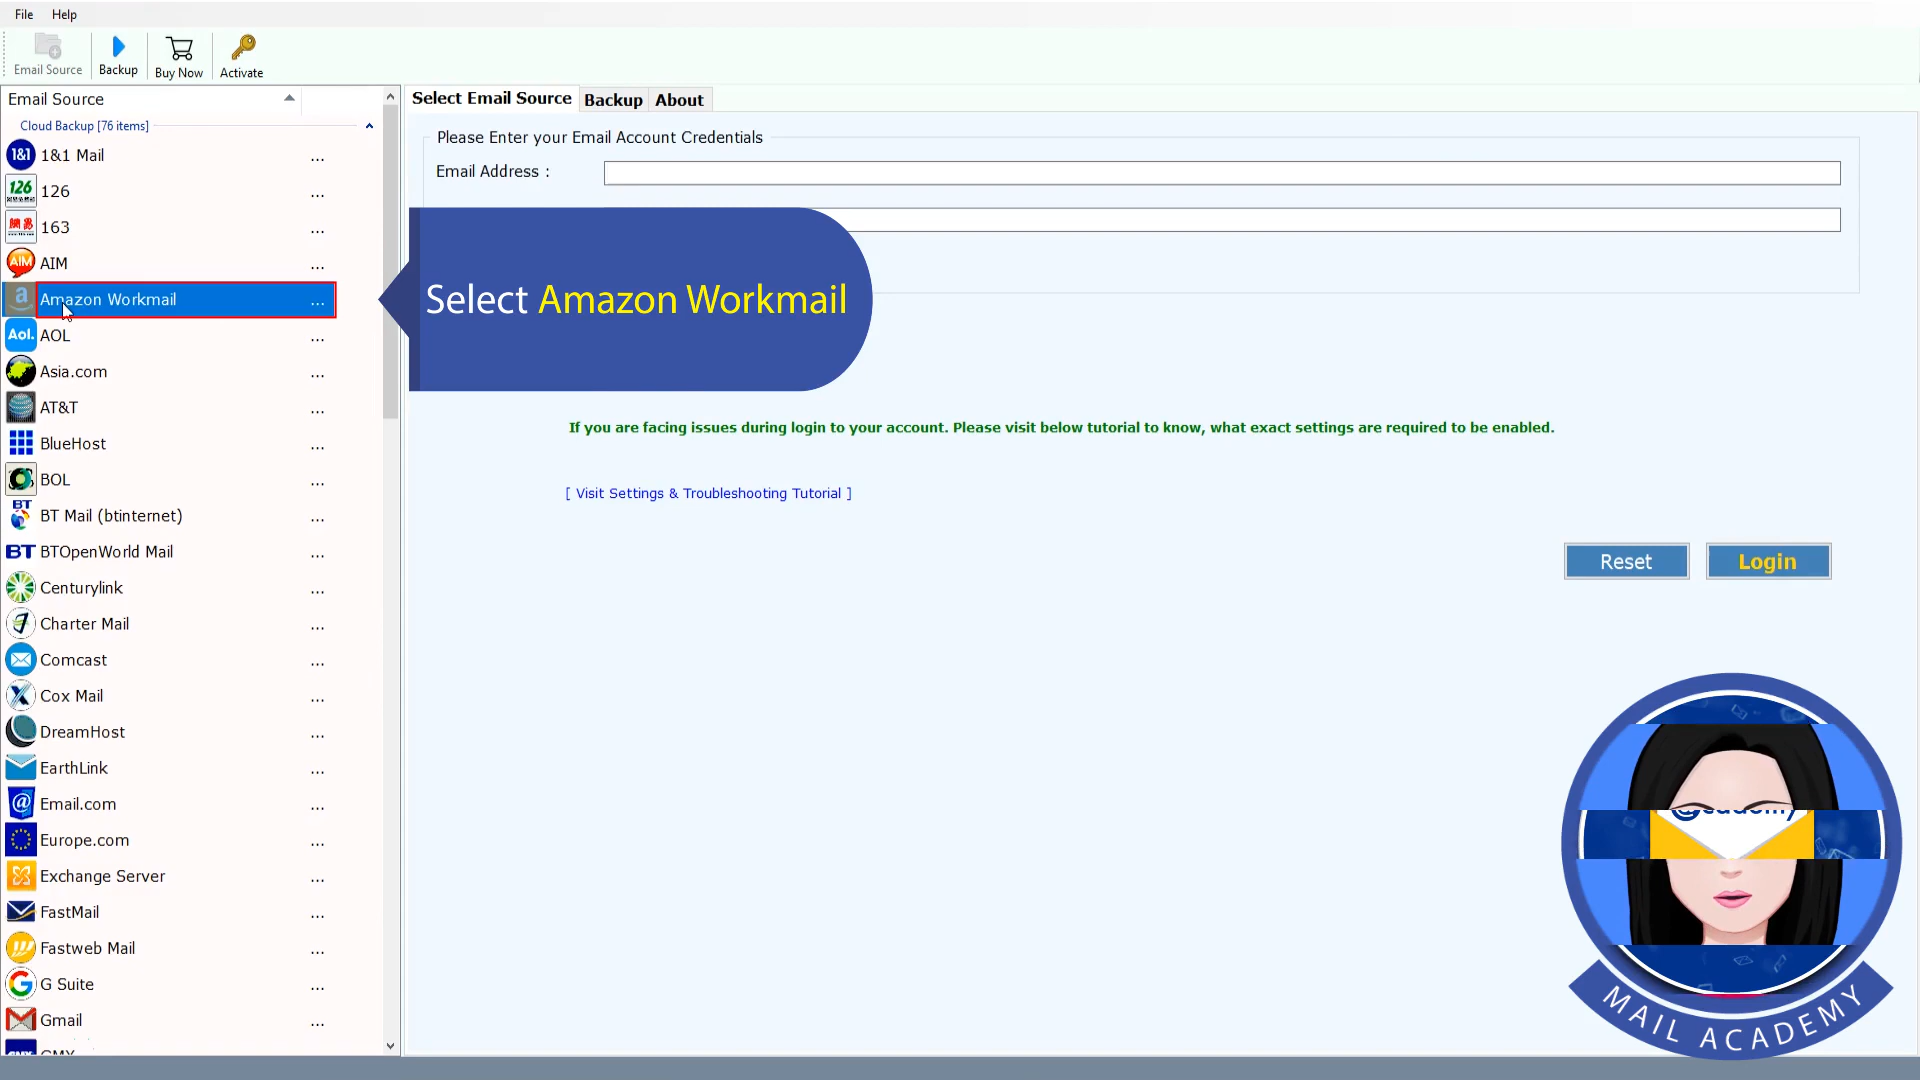 File Help
Email Source Backup Buy Now Activate
Email Source
Cloud Backup [76 items]
1&1 Mail ...
126 ...
163 ...
AIM ...
Amazon Workmail ...
AOL ...
Asia.com ...
AT&T ...
BlueHost ...
BOL ...
BT Mail (btinternet) ...
BTOpenWorld Mail ...
Centurylink ...
Charter Mail ...
Comcast ...
Cox Mail ...
DreamHost ...
EarthLink ...
Email.com ...
Europe.com ...
Exchange Server ...
FastMail ...
Fastweb Mail ...
G Suite ...
Gmail ...
Select Email Source Backup About
Please Enter your Email Account Credentials
Email Address :
Select Amazon Workmail
If you are facing issues during login to your account. Please visit below tutorial to know, what exact settings are required to be enabled.
[ Visit Settings & Troubleshooting Tutorial ]
Reset Login
MAIL ACADEMY